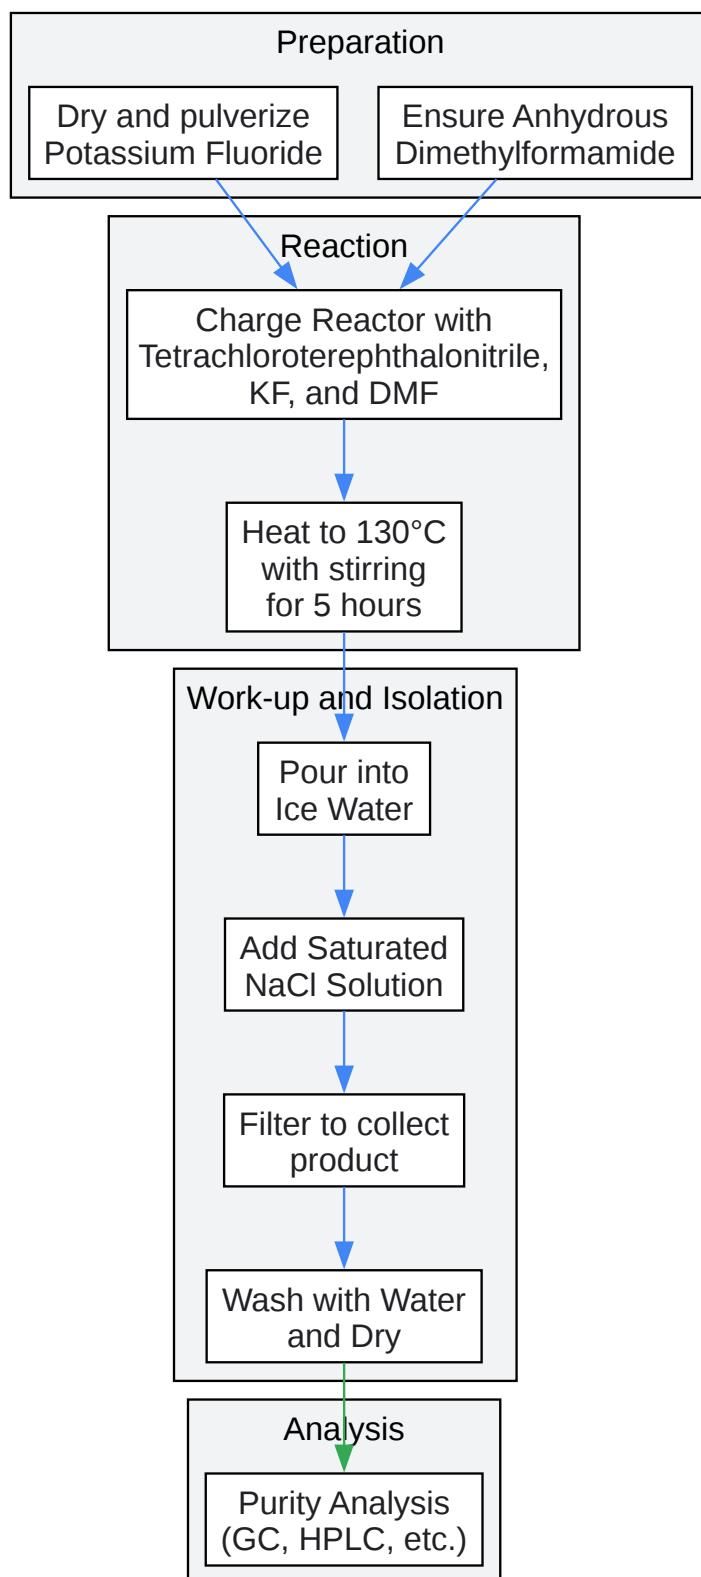 Preparation
Dry and pulverize
Potassium Fluoride
Ensure Anhydrous
Dimethylformamide
Reaction
Charge Reactor with
Tetrachloroterephthalonitrile,
KF, and DMF
Heat to 130°C
with stirring
for 5 hours
Work-up and Isolation
Pour into
Ice Water
Add Saturated
NaCl Solution
Filter to collect
product
Wash with Water
and Dry
Analysis
Purity Analysis
(GC, HPLC, etc.)